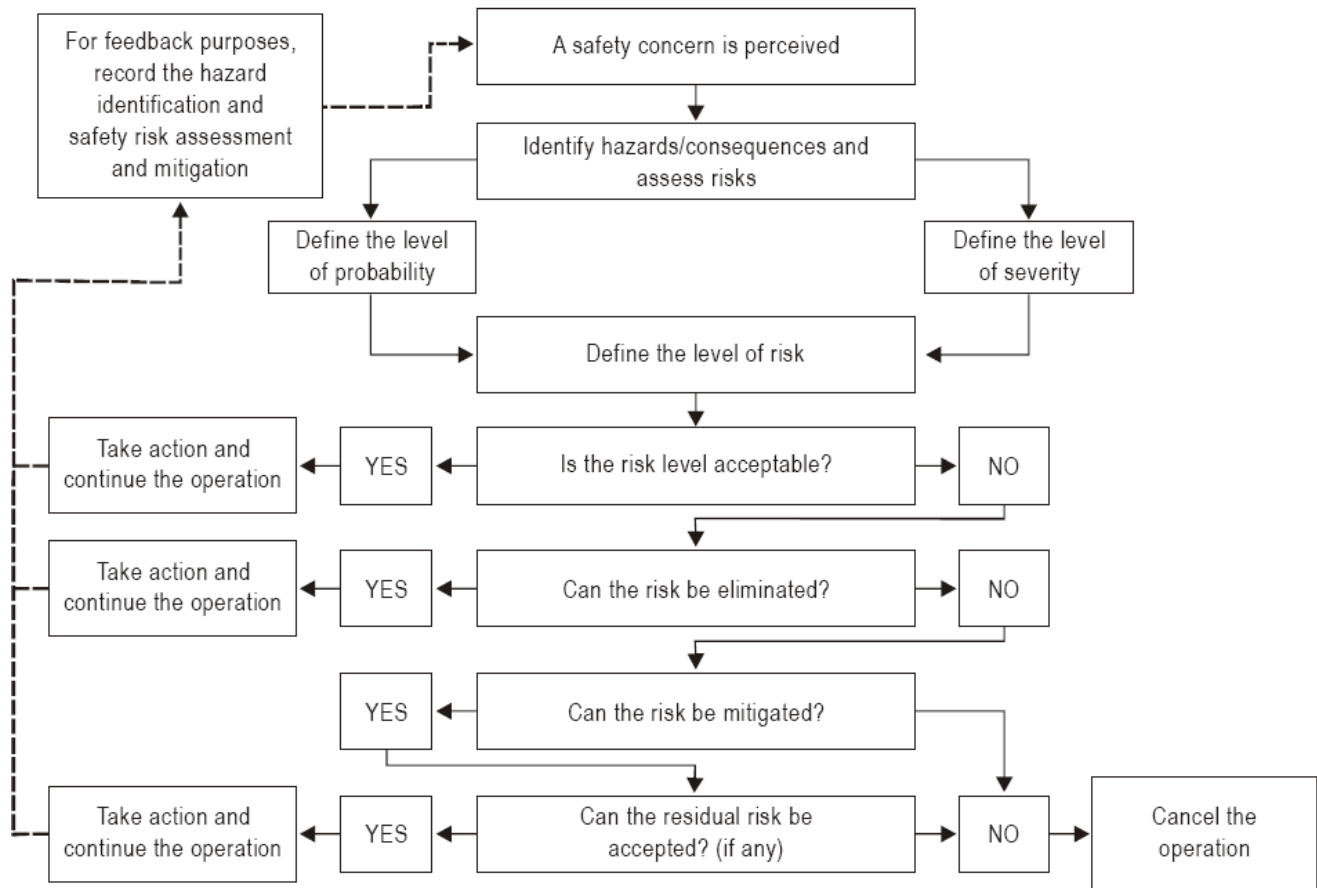 For feedback purposes,
record the hazard
identification and
safety risk assessment
and mitigation
A safety concern is perceived
Identify hazards/consequences and
assess risks
Define the level
of probability
Define the level
of severity
Define the level of risk
Take action and
continue the operation
YES
Is the risk level acceptable?
NO
Take action and
continue the operation
YES
Can the risk be eliminated?
NO
YES
Can the risk be mitigated?
Take action and
continue the operation
YES
Can the residual risk be
accepted? (if any)
NO
Cancel the
operation